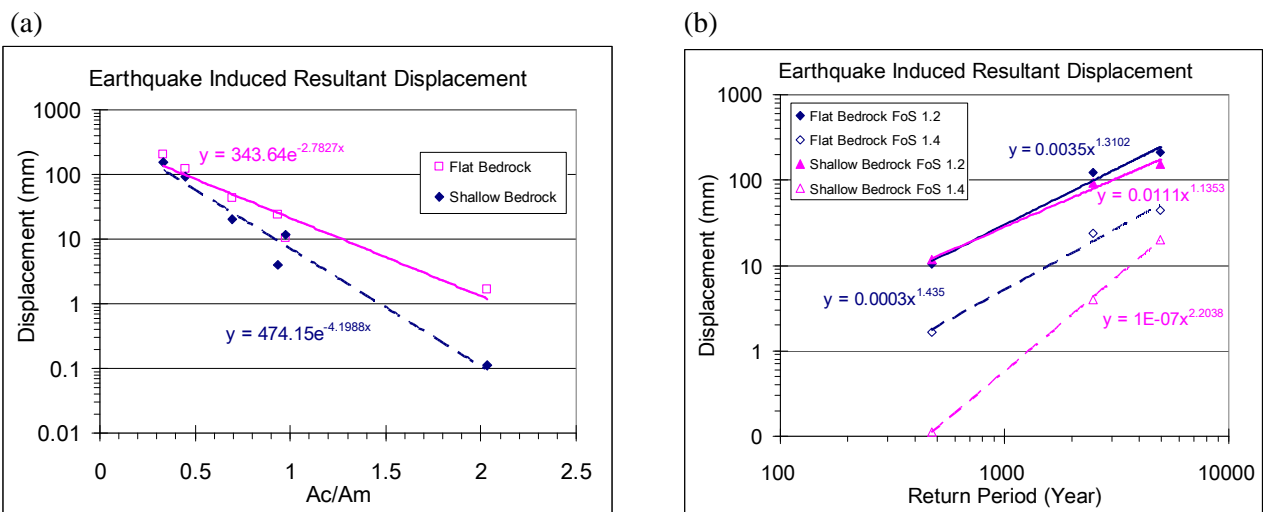 (a)
Earthquake Induced Resultant Displacement
1000
100
10
1
0.1
0.01
Displacement (mm)
y = 343.64e^-2.7827x
Flat Bedrock
Shallow Bedrock
y = 474.15e^-4.1988x
0 0.5 1 1.5 2 2.5
Ac/Am
(b)
Earthquake Induced Resultant Displacement
1000
100
10
1
0
Displacement (mm)
Flat Bedrock FoS 1.2
Flat Bedrock FoS 1.4
Shallow Bedrock FoS 1.2
Shallow Bedrock FoS 1.4
y = 0.0035x^1.3102
y = 0.0111x^1.1353
y = 0.0003x^1.435
y = 1E-07x^2.2038
100 1000 10000
Return Period (Year)